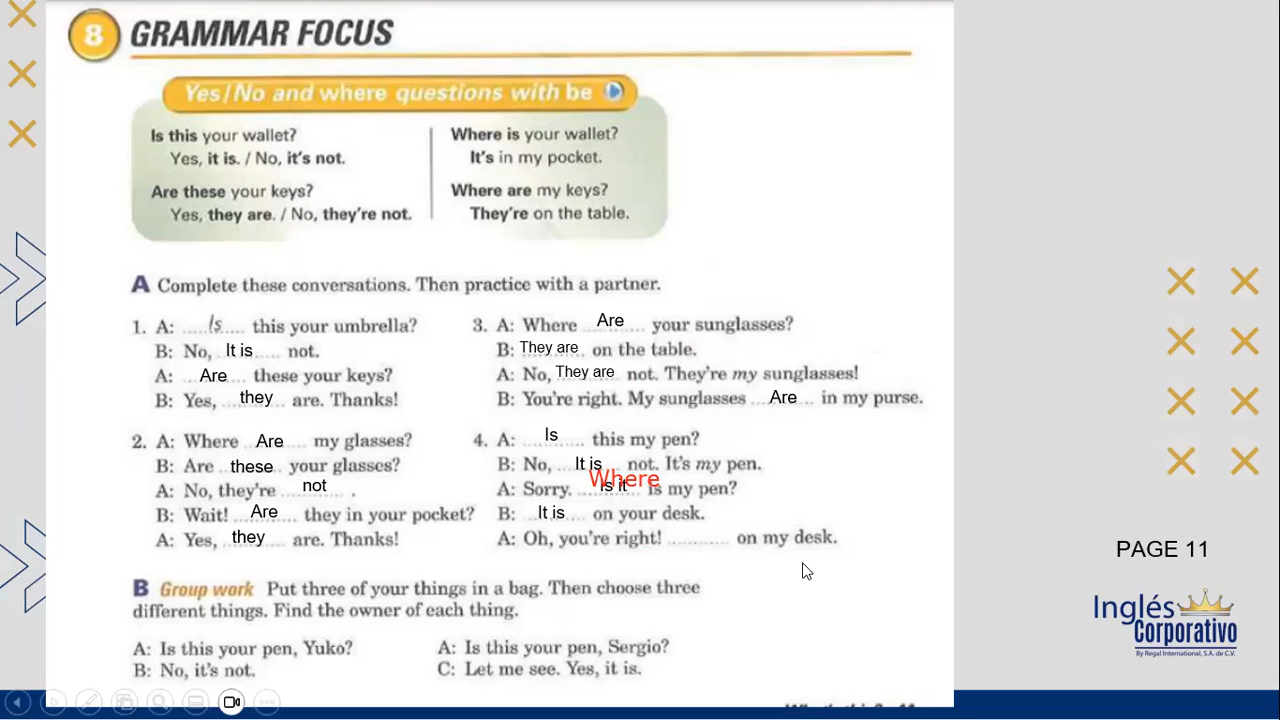 8 GRAMMAR FOCUS
Yes/No and where questions with be
Is this your wallet?
Yes, it is. / No, it's not.
Are these your keys?
Yes, they are. / No, they're not.
Where is your wallet?
It's in my pocket.
Where are my keys?
They're on the table.
A Complete these conversations. Then practice with a partner.
1. A: ....Is.... this your umbrella?
B: No, It is not.
A: Are these your keys?
B: Yes, they are. Thanks!
2. A: Where Are my glasses?
B: Are these your glasses?
A: No, they're not .
B: Wait! Are they in your pocket?
A: Yes, they are. Thanks!
3. A: Where Are your sunglasses?
B: They are on the table.
A: No, They are not. They're my sunglasses!
B: You're right. My sunglasses Are in my purse.
4. A: Is this my pen?
B: No, It is not. It's my pen.
Where
A: Sorry. Is it is my pen?
B: It is on your desk.
A: Oh, you're right! ............ on my desk.
B Group work Put three of your things in a bag. Then choose three
different things. Find the owner of each thing.
A: Is this your pen, Yuko?
B: No, it's not.
A: Is this your pen, Sergio?
C: Let me see. Yes, it is.
PAGE 11
Inglés
Corporativo
By Regal International, S.A. de C.V.